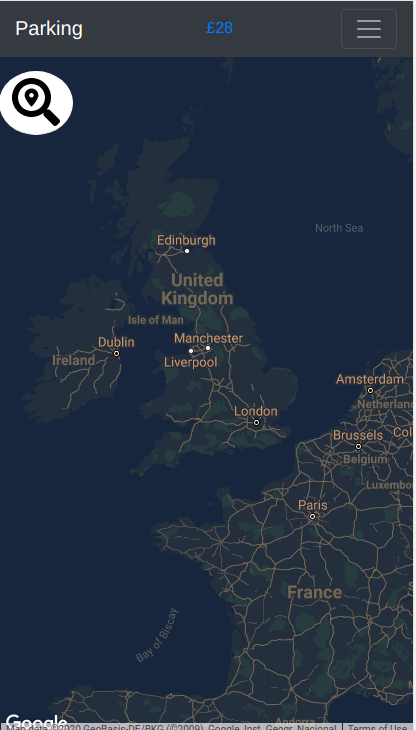 Parking
£28
North Sea
Edinburgh
United
Kingdom
Isle of Man
Dublin
Manchester
Ireland
Liverpool
Amsterdam
Netherland
London
Brussels
Col
Belgium
Luxembou
Paris
France
Bay of Biscay
Andorra
Google
Map data ©2020 GeoBasis-DE/BKG (©2009), Google, Inst. Geogr. Nacional
Terms of Use